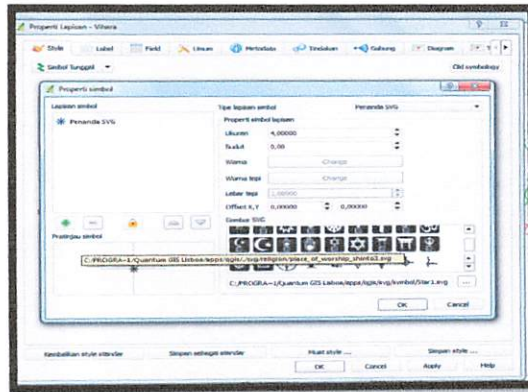 Properti Lapisan - Vihara
Style Label Field Umum Metadata Tindakan Gabung Diagram
Simbol Tunggal Old symbology
Properti simbol
Lapisan simbol Tipe lapisan simbol Penanda SVG
Penanda SVG Properti simbol lapisan
Ukuran 4,00000
Sudut 0,00
Warna Change
Warna tepi Change
Lebar tepi 1,00000
Offset X,Y 0,00000 0,00000
Gambar SVG
Pratinjau simbol
C:/PROGRA~1/Quantum GIS Lisboa/apps/qgis/./svg/religion/place_of_worship_shinto3.svg
C:/PROGRA~1/Quantum GIS Lisboa/apps/qgis/svg/symbol/Star1.svg ...
OK Cancel
Kembalikan style standar Simpan sebagai standar Muat style ... Simpan style ...
OK Cancel Apply Help